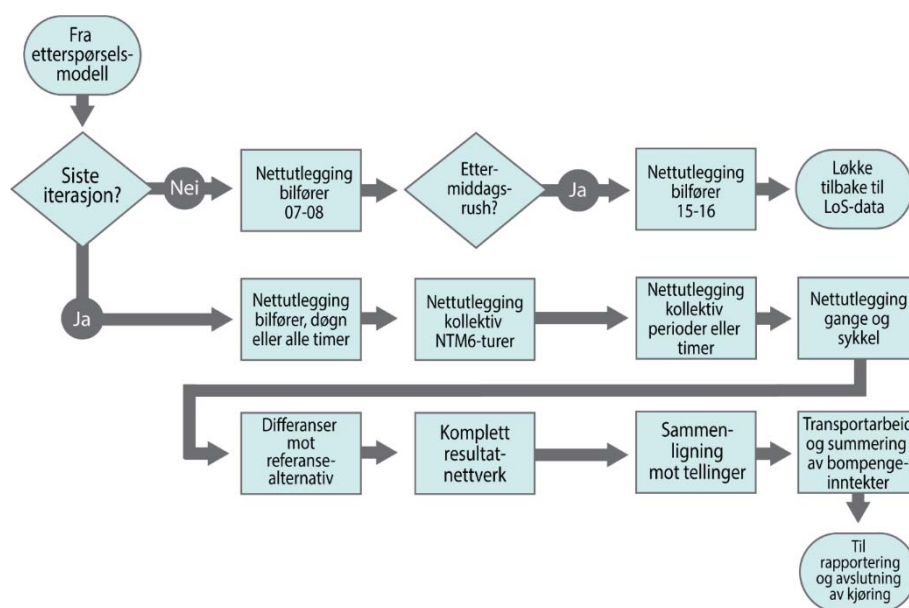 Fra
etterspørsels-
modell
Siste
iterasjon?
Nei
Nettutlegging
bilfører
07-08
Etter-
middags-
rush?
Ja
Nettutlegging
bilfører
15-16
Løkke
tilbake til
LoS-data
Ja
Nettutlegging
bilfører, døgn
eller alle timer
Nettutlegging
kollektiv
NTM6-turer
Nettutlegging
kollektiv
perioder eller
timer
Nettutlegging
gange og
sykkel
Differanser
mot
referanse-
alternativ
Komplett
resultat-
nettverk
Sammen-
ligning
mot tellinger
Transportarbeid
og summering
av bompenge-
inntekter
Til
rapportering
og avslutning
av kjøring